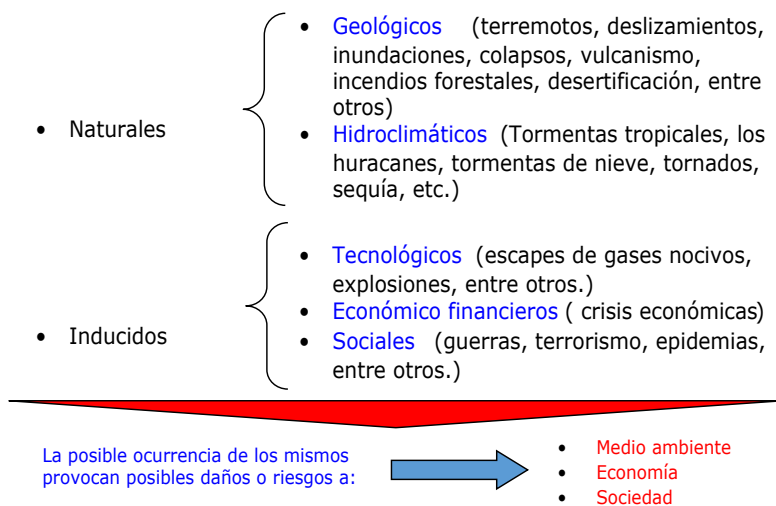 • Naturales
• Geológicos (terremotos, deslizamientos,
inundaciones, colapsos, vulcanismo,
incendios forestales, desertificación, entre
otros)
• Hidroclimáticos (Tormentas tropicales, los
huracanes, tormentas de nieve, tornados,
sequía, etc.)
• Inducidos
• Tecnológicos (escapes de gases nocivos,
explosiones, entre otros.)
• Económico financieros ( crisis económicas)
• Sociales (guerras, terrorismo, epidemias,
entre otros.)
La posible ocurrencia de los mismos
provocan posibles daños o riesgos a:
• Medio ambiente
• Economía
• Sociedad